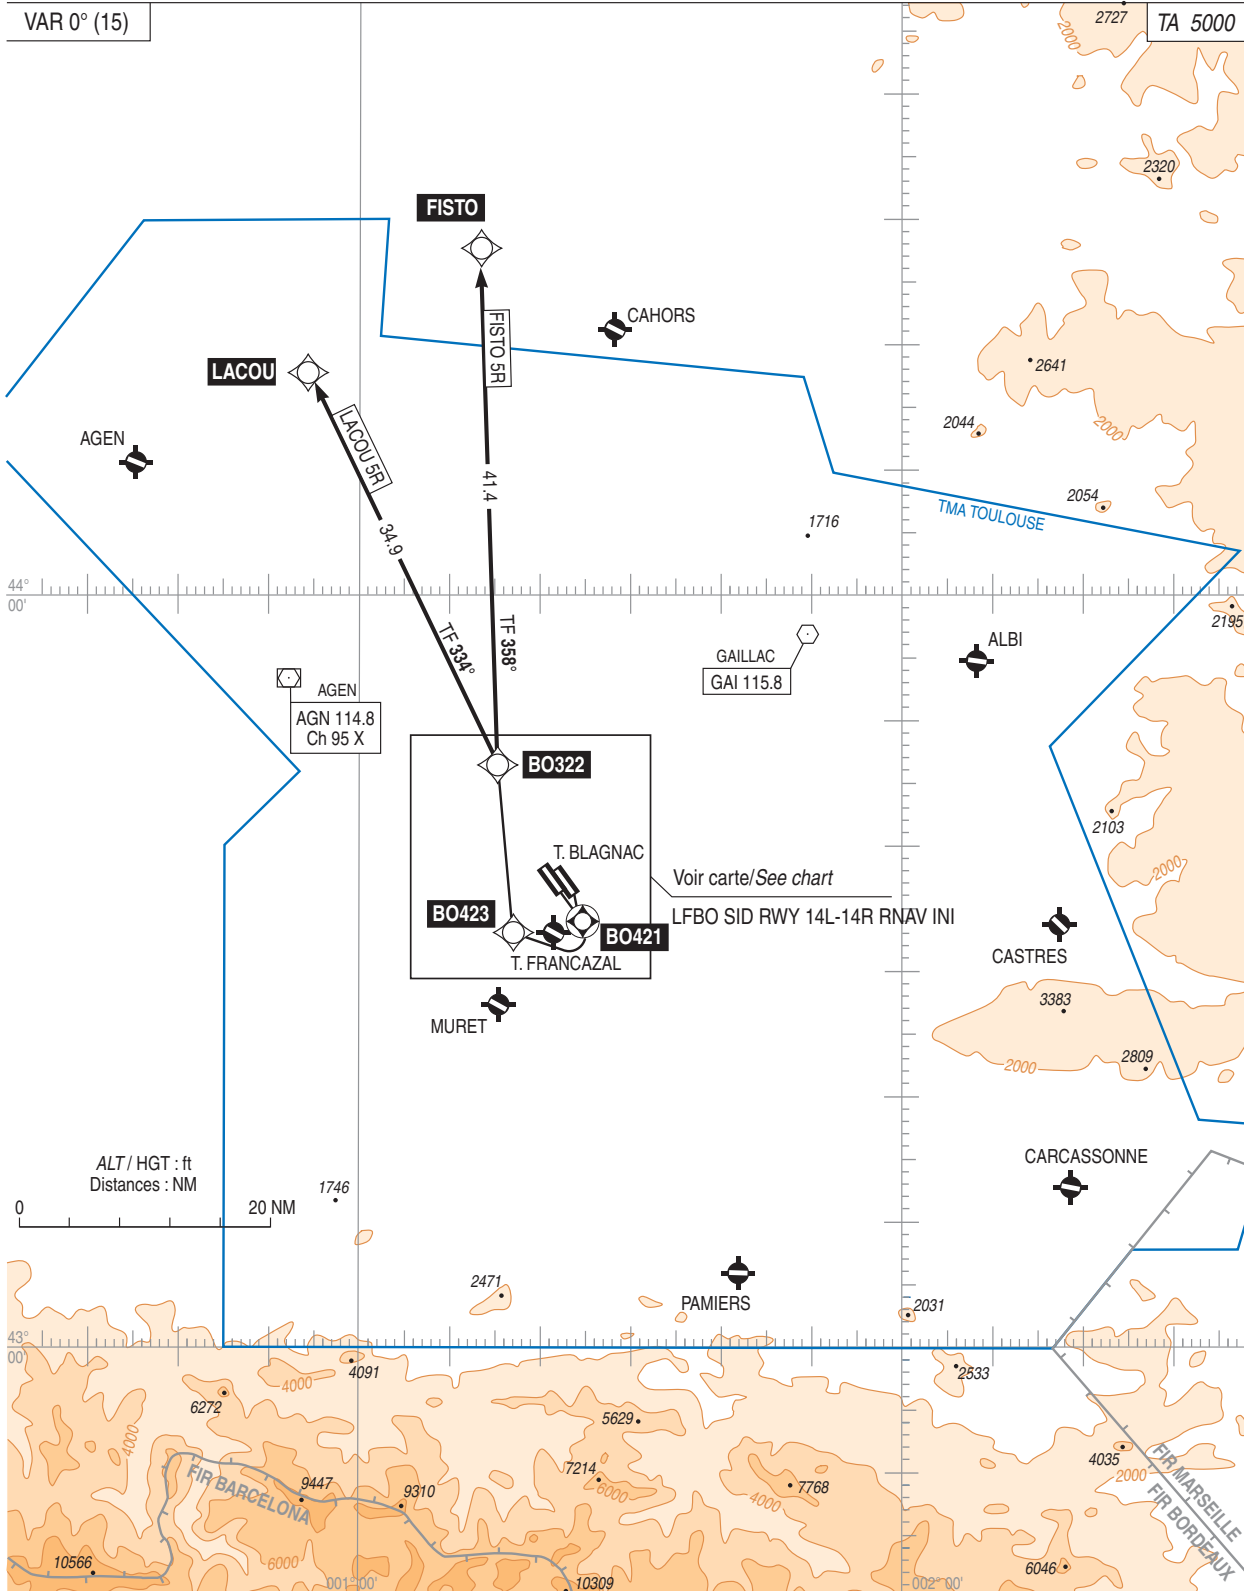 VAR 0° (15)
2727
TA 5000
2000
2320
FISTO
2533
CAHORS
FISTO 5R
LACOU
2641
LACOU 5R
2044
2000
AGEN
41.4
2054
TMA TOULOUSE
1716
34.9
44°
00'
2195
TF 334°
TF 358°
ALBI
GAILLAC
GAI 115.8
AGEN
AGN 114.8
Ch 95 X
BO322
2103
T. BLAGNAC
2000
Voir carte/See chart
LFBO SID RWY 14L-14R RNAV INI
BO423
BO421
T. FRANCAZAL
CASTRES
MURET
3383
2000
2809
ALT / HGT : ft
Distances : NM
CARCASSONNE
1746
0
20 NM
2471
PAMIERS
2031
43°
00'
4091
4000
2533
6272
5629
4000
4035
FIR MARSEILLE
FIR BORDEAUX
2000
7214
6000
7768
4000
FIR BARCELONA
9447
9310
6000
10566
6046
10309
001° 00'
002° 00'